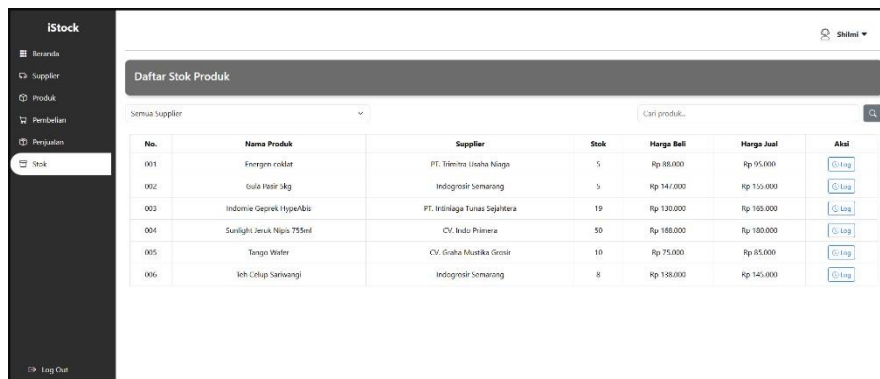 iStock
Shilmi
Beranda
Supplier
Produk
Pembelian
Penjualan
Stok
Log Out
Daftar Stok Produk
Semua Supplier
Cari produk...
No. Nama Produk Supplier Stok Harga Beli Harga Jual Aksi
001 Energen coklat PT. Trimitra Usaha Niaga 5 Rp 88.000 Rp 95.000 Log
002 Gula Pasir 5kg Indogrosir Semarang 5 Rp 147.000 Rp 155.000 Log
003 Indomie Geprek HypeAbis PT. Intiniaga Tunas Sejahtera 19 Rp 130.000 Rp 165.000 Log
004 Sunlight Jeruk Nipis 755ml CV. Indo Primera 50 Rp 168.000 Rp 180.000 Log
005 Tango Wafer CV. Graha Mustika Grosir 10 Rp 75.000 Rp 85.000 Log
006 Teh Celup Sariwangi Indogrosir Semarang 8 Rp 138.000 Rp 145.000 Log